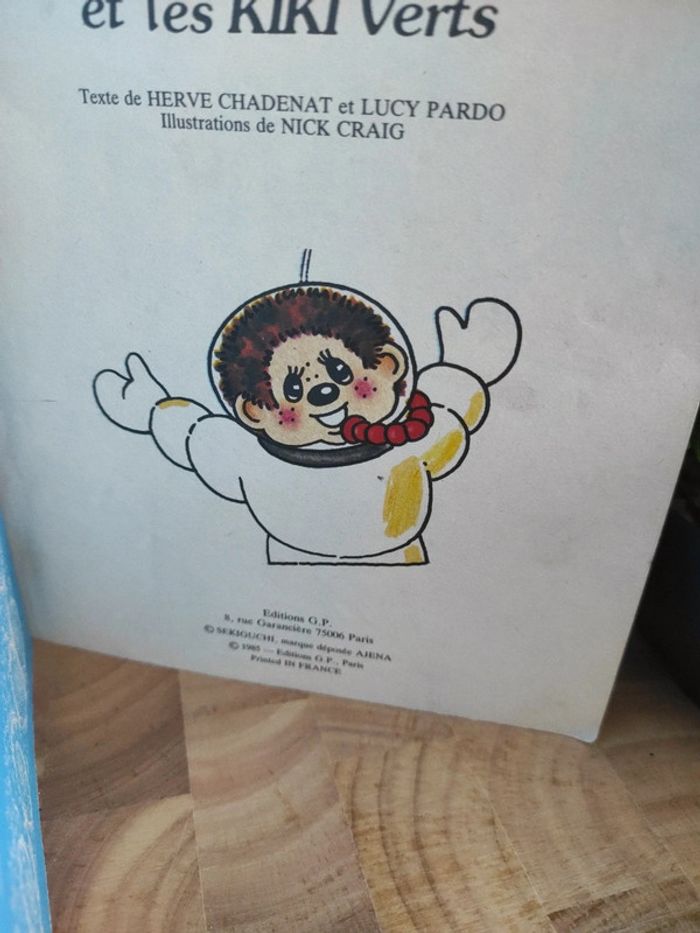 et les KIKI Verts
Texte de HERVE CHADENAT et LUCY PARDO
Illustrations de NICK CRAIG
Editions G.P.
8, rue Garancière 75006 Paris
© SEKIGUCHI, marque déposée AJENA
© 1985 — Editions G.P., Paris
Printed IN FRANCE